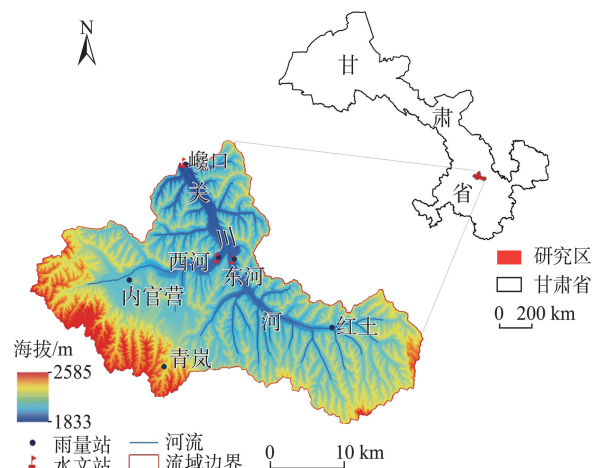 N
甘
肃
省
巉口
关
川
河
西河
东河
内官营
红土
青岚
研究区
甘肃省
0 200 km
海拔/m
2585
1833
雨量站
河流
水文站
流域边界
0 10 km